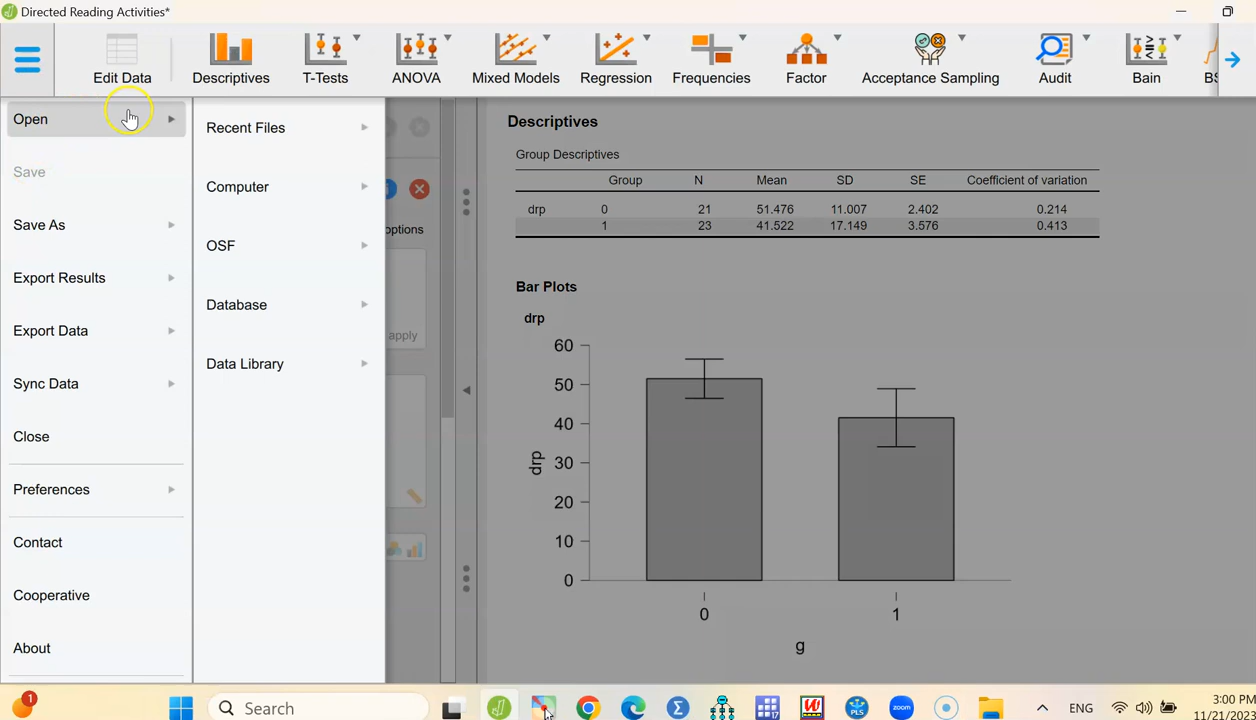 Directed Reading Activities*
Edit Data
Descriptives
T-Tests
ANOVA
Mixed Models
Regression
Frequencies
Factor
Acceptance Sampling
Audit
Bain
Open
Save
Save As
Export Results
Export Data
Sync Data
Close
Preferences
Contact
Cooperative
About
Recent Files
Computer
OSF
Database
Data Library
options
apply
Descriptives
Group Descriptives
Group N Mean SD SE Coefficient of variation
drp 0 21 51.476 11.007 2.402 0.214
1 23 41.522 17.149 3.576 0.413
Bar Plots
drp
60
50
40
30
20
10
0
drp
0 1
g
1
Search
17
W
PLS
zoom
ENG
3:00 PM
11/21/2023